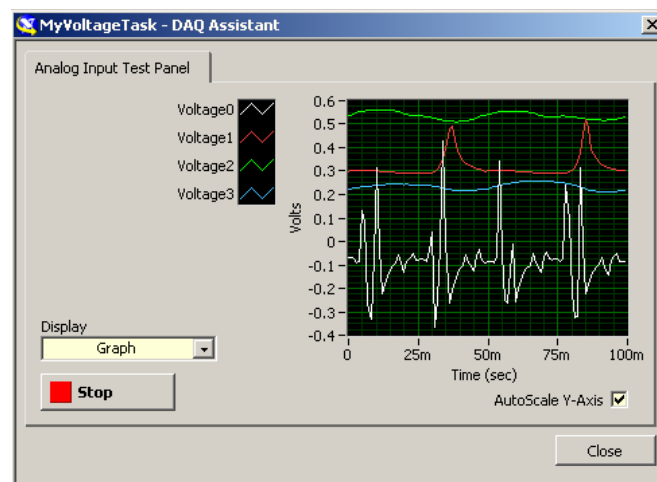 MyVoltageTask - DAQ Assistant
Analog Input Test Panel
Voltage0
Voltage1
Voltage2
Voltage3
Volts
0.6
0.5
0.4
0.3
0.2
0.1
0
-0.1
-0.2
-0.3
-0.4
0 25m 50m 75m 100m
Time (sec)
Display
Graph
Stop
AutoScale Y-Axis
Close